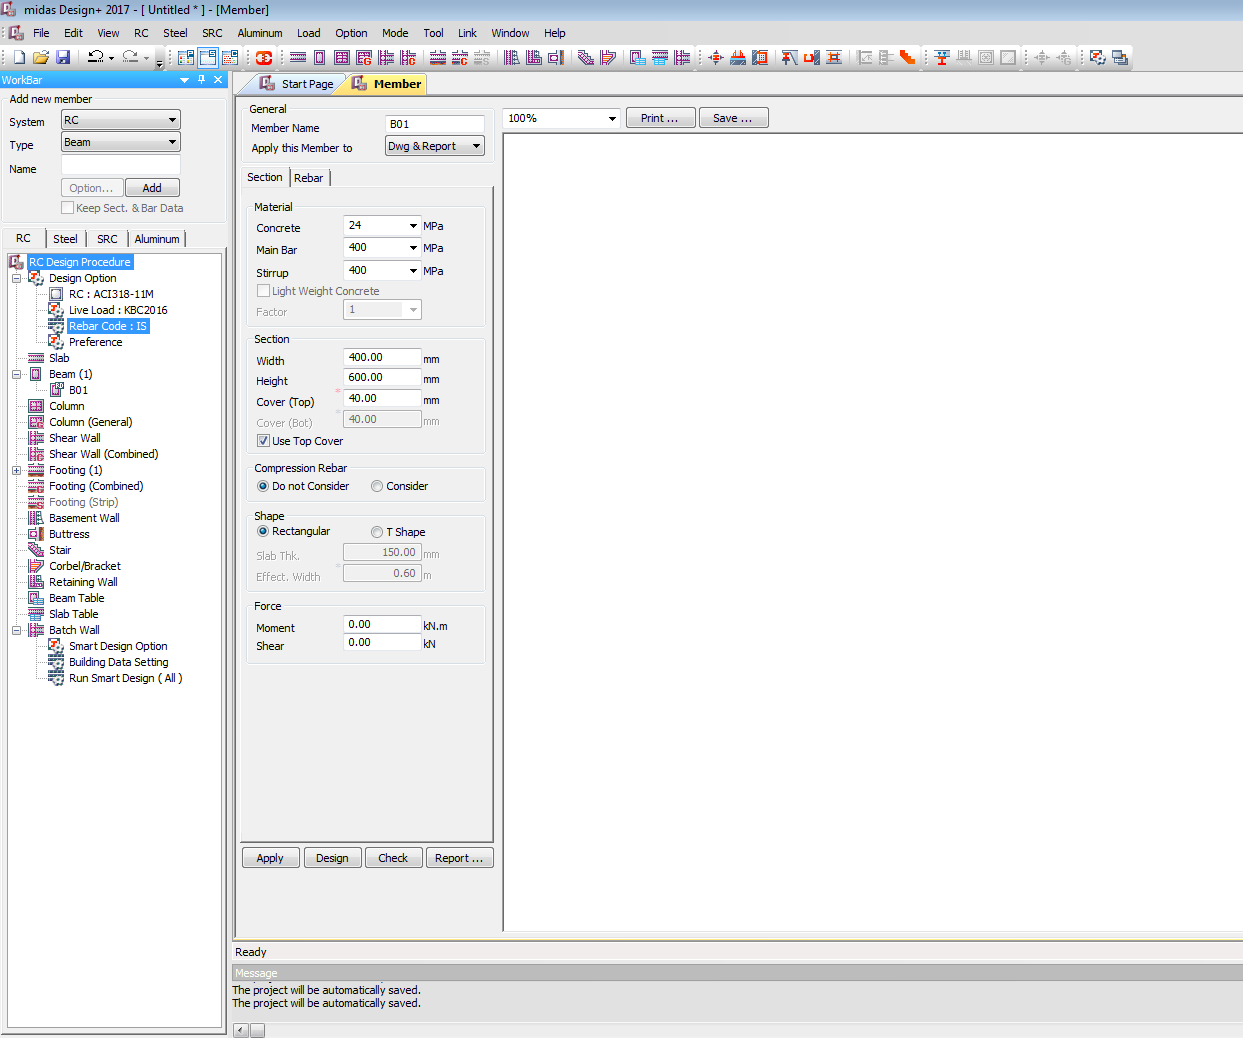 midas Design+ 2017 - [ Untitled * ] - [Member]
File Edit View RC Steel SRC Aluminum Load Option Mode Tool Link Window Help
WorkBar
Add new member
System RC
Type Beam
Name
Option... Add
Keep Sect. & Bar Data
RC Steel SRC Aluminum
RC Design Procedure
Design Option
RC : ACI318-11M
Live Load : KBC2016
Rebar Code : IS
Preference
Slab
Beam (1)
B01
Column
Column (General)
Shear Wall
Shear Wall (Combined)
Footing (1)
Footing (Combined)
Footing (Strip)
Basement Wall
Buttress
Stair
Corbel/Bracket
Retaining Wall
Beam Table
Slab Table
Batch Wall
Smart Design Option
Building Data Setting
Run Smart Design ( All )
Start Page Member
General
Member Name B01
Apply this Member to Dwg & Report
Section Rebar
Material
Concrete 24 MPa
Main Bar 400 MPa
Stirrup 400 MPa
Light Weight Concrete
Factor 1
Section
Width 400.00 mm
Height 600.00 mm
Cover (Top) 40.00 mm
Cover (Bot) 40.00 mm
Use Top Cover
Compression Rebar
Do not Consider Consider
Shape
Rectangular T Shape
Slab Thk. 150.00 mm
Effect. Width 0.60 m
Force
Moment 0.00 kN.m
Shear 0.00 kN
Apply Design Check Report ...
100% Print ... Save ...
Ready
Message
The project will be automatically saved.
The project will be automatically saved.